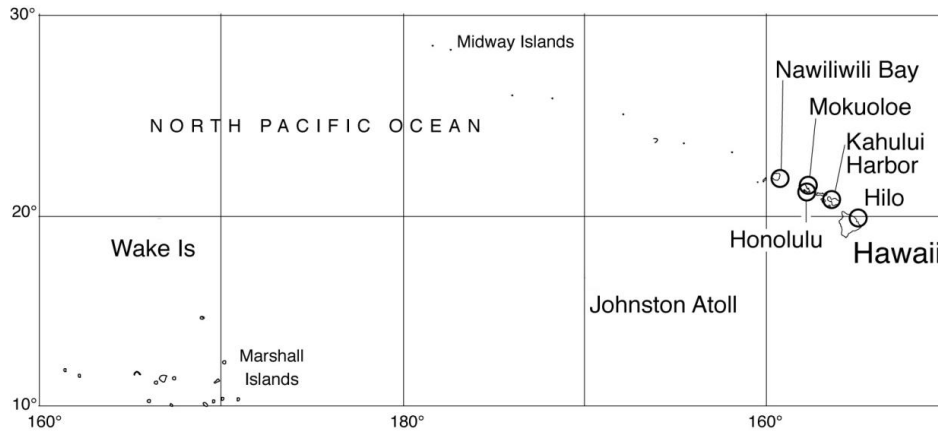 30°
Midway Islands
Nawiliwili Bay
NORTH PACIFIC OCEAN
Mokuoloe
Kahului
Harbor
Hilo
20°
Wake Is
Honolulu
Hawaii
Johnston Atoll
Marshall
Islands
10°
160°
180°
160°